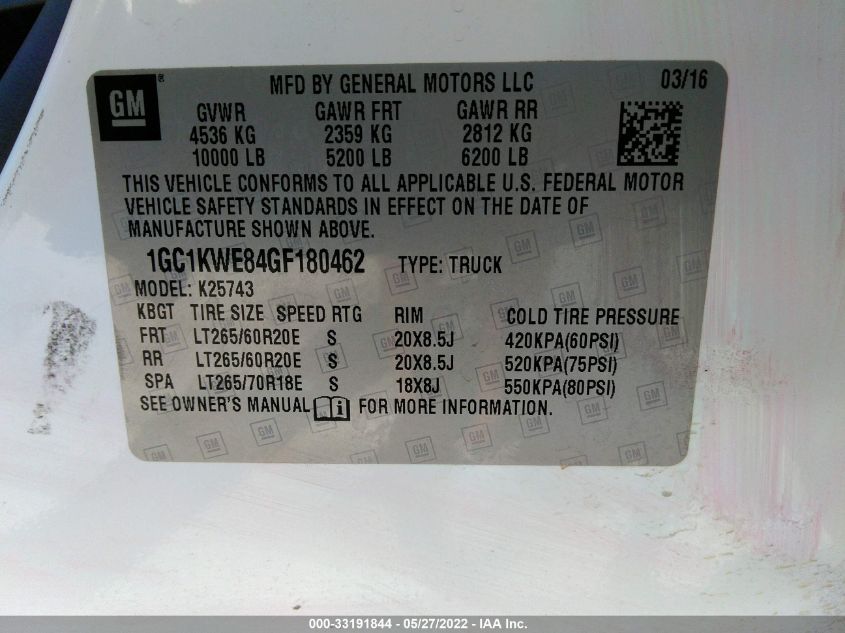 GM ® MFD BY GENERAL MOTORS LLC 03/16
GVWR GAWR FRT GAWR RR
4536 KG 2359 KG 2812 KG
10000 LB 5200 LB 6200 LB
THIS VEHICLE CONFORMS TO ALL APPLICABLE U.S. FEDERAL MOTOR
VEHICLE SAFETY STANDARDS IN EFFECT ON THE DATE OF
MANUFACTURE SHOWN ABOVE.
1GC1KWE84GF180462 TYPE: TRUCK
MODEL: K25743
KBGT TIRE SIZE SPEED RTG RIM COLD TIRE PRESSURE
FRT LT265/60R20E S 20X8.5J 420KPA(60PSI)
RR LT265/60R20E S 20X8.5J 520KPA(75PSI)
SPA LT265/70R18E S 18X8J 550KPA(80PSI)
SEE OWNER'S MANUAL i FOR MORE INFORMATION.
000-33191844 - 05/27/2022 - IAA Inc.